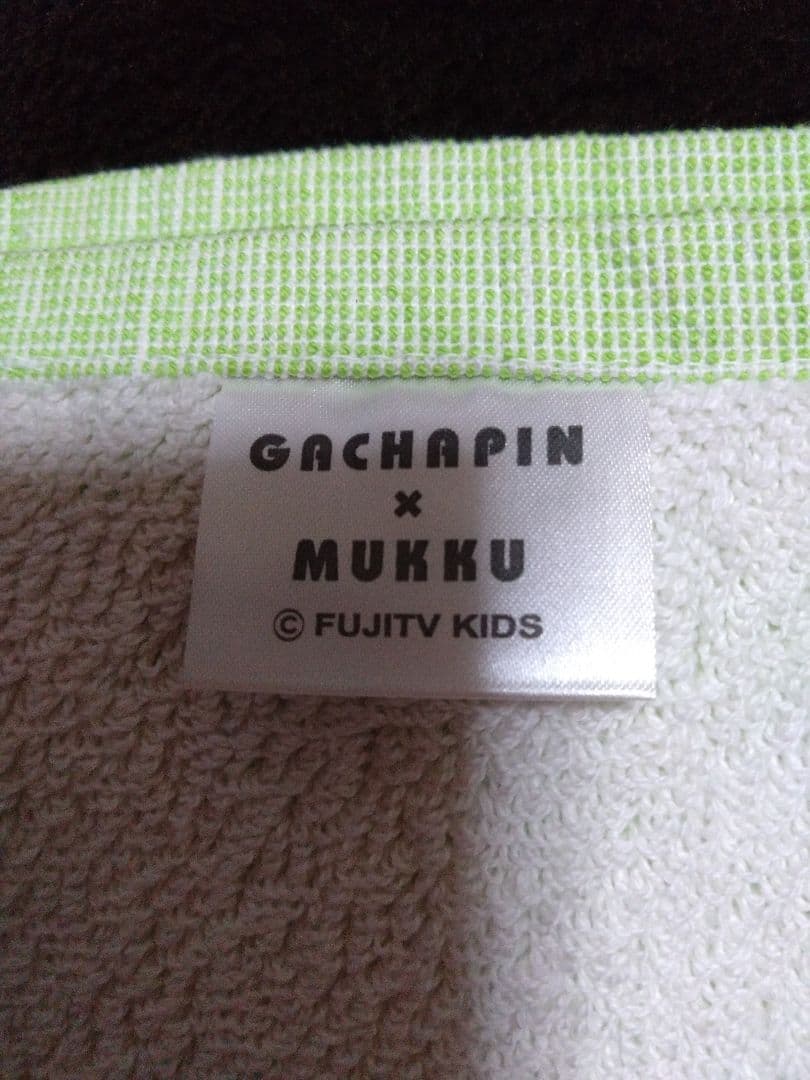 GACHAPIN
×
MUKKU
© FUJITV KIDS